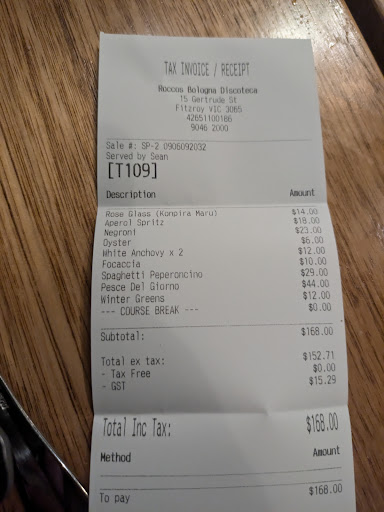 TAX INVOICE / RECEIPT
Roccos Bologna Discoteca
15 Gertrude St
Fitzroy VIC 3065
42651100186
9046 2000
Sale #: SP-2 0906092032
Served by Sean
[T109]
Description Amount
Rose Glass (Konpira Maru) $14.00
Aperol Spritz $18.00
Negroni $23.00
Oyster $6.00
White Anchovy x 2 $12.00
Focaccia $10.00
Spaghetti Peperoncino $29.00
Pesce Del Giorno $44.00
Winter Greens $12.00
--- COURSE BREAK --- $0.00
Subtotal: $168.00
Total ex tax: $152.71
- Tax Free $0.00
- GST $15.29
Total Inc Tax: $168.00
Method Amount
To pay $168.00